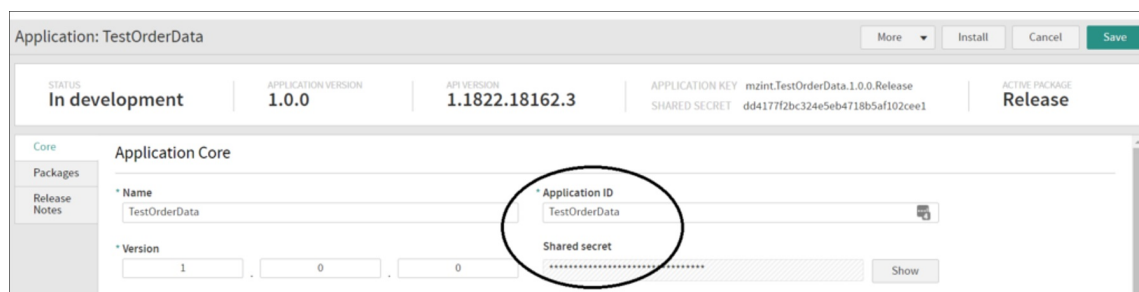 Application: TestOrderData
More
Install
Cancel
Save
STATUS
In development
APPLICATION VERSION
1.0.0
API VERSION
1.1822.18162.3
APPLICATION KEY mzint.TestOrderData.1.0.0.Release
SHARED SECRET dd4177f2bc324e5eb4718b5af102cee1
ACTIVE PACKAGE
Release
Core
Packages
Release
Notes
Application Core
* Name
TestOrderData
* Application ID
TestOrderData
* Version
1 . 0 . 0
Shared secret
********************************
Show